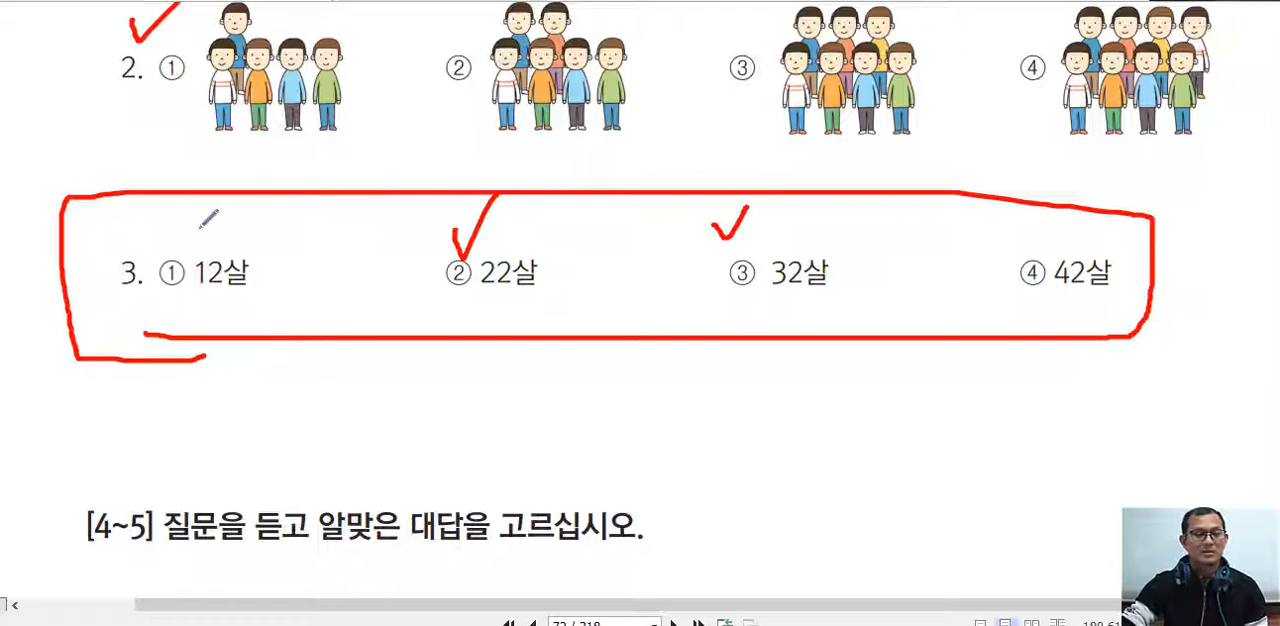 2. ① ② ③ ④
3. ① 12살 ② 22살 ③ 32살 ④ 42살
[4~5] 질문을 듣고 알맞은 대답을 고르십시오.